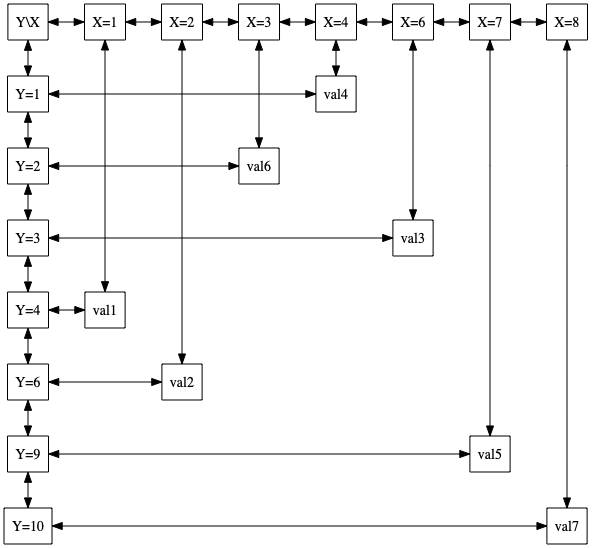 Y\X X=1 X=2 X=3 X=4 X=6 X=7 X=8
Y=1 val4
Y=2 val6
Y=3 val3
Y=4 val1
Y=6 val2
Y=9 val5
Y=10 val7